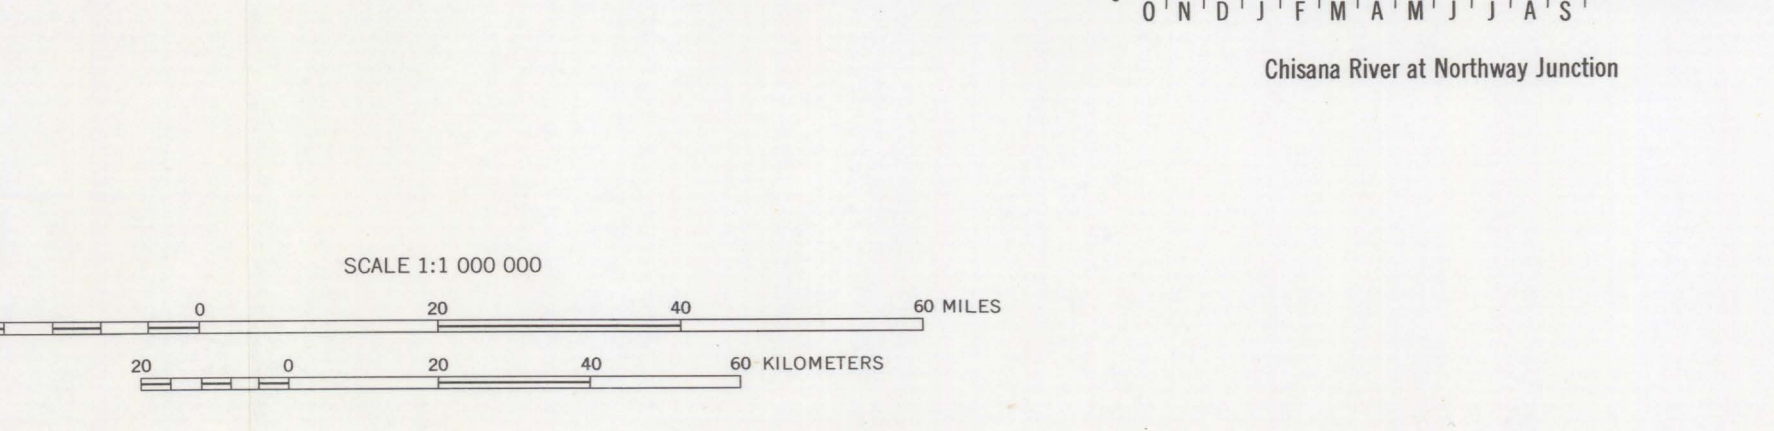 O N D J F M A M J J A S
Chisana River at Northway Junction
SCALE 1:1 000 000
0 20 40 60 MILES
20 0 20 40 60 KILOMETERS